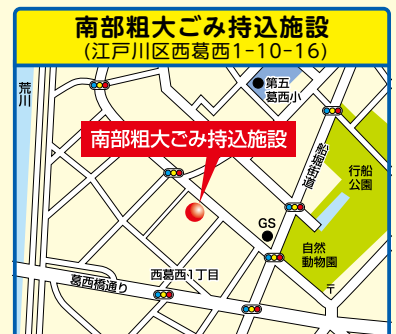 南部粗大ごみ持込施設
(江戸川区西葛西1-10-16)
荒川
第五
葛西小
南部粗大ごみ持込施設
船堀街道
行船
公園
GS
自然
動物園
西葛西1丁目
葛西橋通り
〒